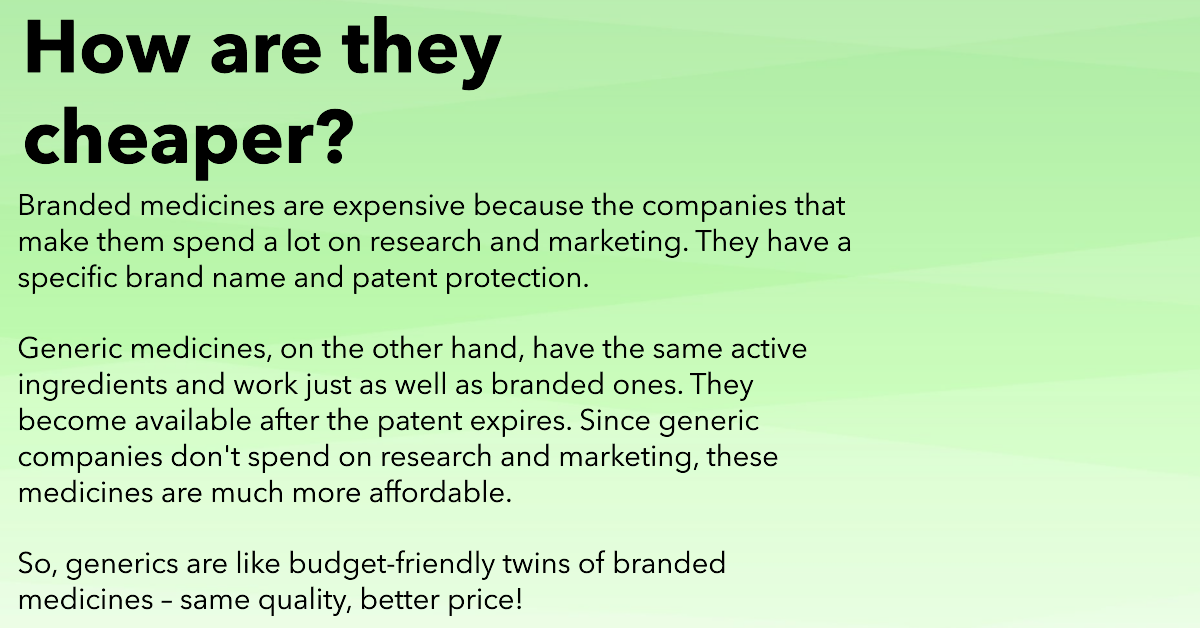 How are they
cheaper?
Branded medicines are expensive because the companies that
make them spend a lot on research and marketing. They have a
specific brand name and patent protection.
Generic medicines, on the other hand, have the same active
ingredients and work just as well as branded ones. They
become available after the patent expires. Since generic
companies don't spend on research and marketing, these
medicines are much more affordable.
So, generics are like budget-friendly twins of branded
medicines – same quality, better price!